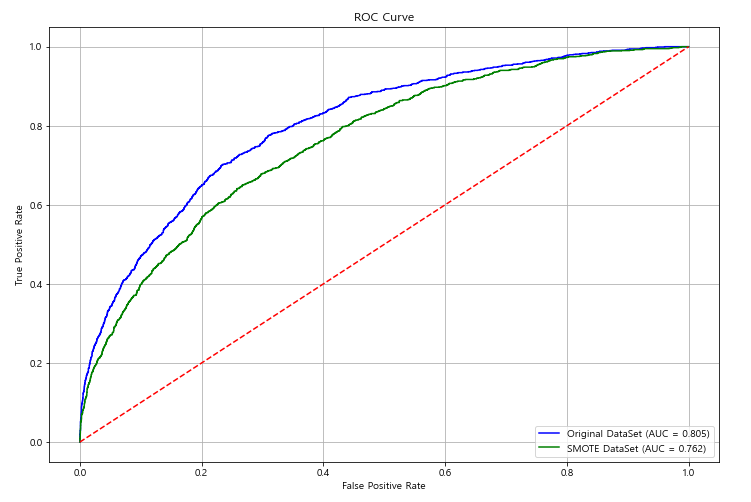 ROC Curve
True Positive Rate
1.0
0.8
0.6
0.4
0.2
0.0
0.0 0.2 0.4 0.6 0.8 1.0
False Positive Rate
Original DataSet (AUC = 0.805)
SMOTE DataSet (AUC = 0.762)